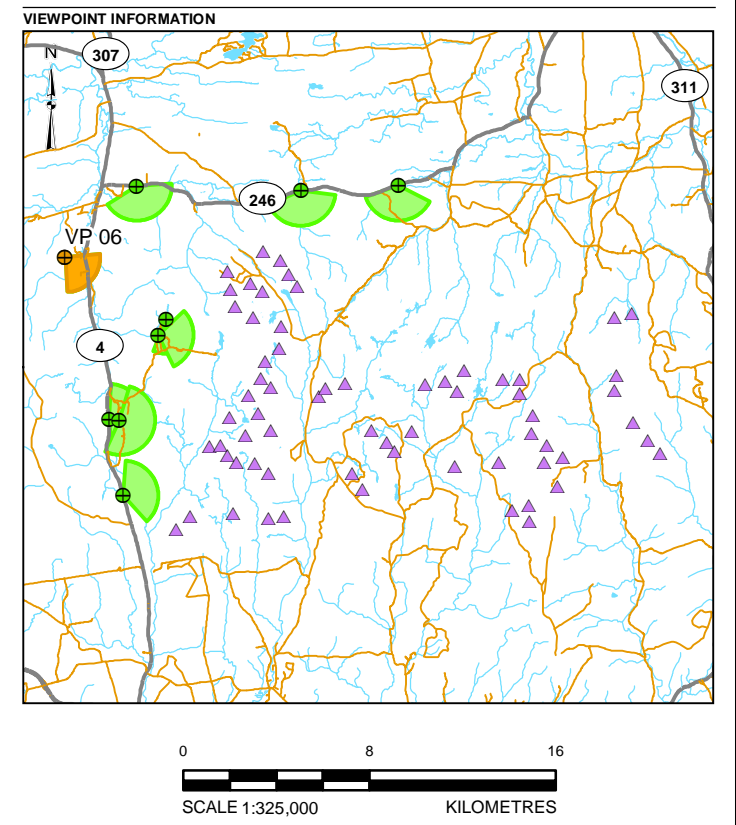 VIEWPOINT INFORMATION
N
307
311
246
VP 06
4
0 8 16
SCALE 1:325,000 KILOMETRES